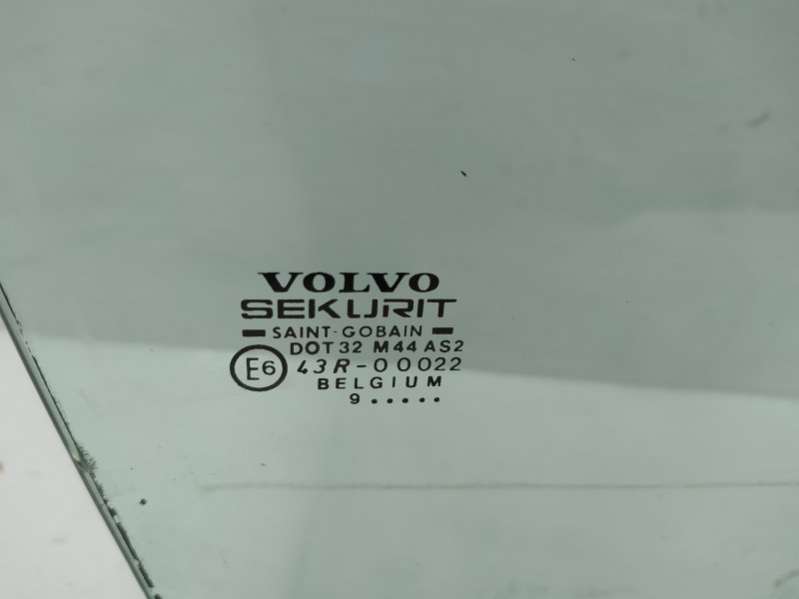 VOLVO
SEKURIT
SAINT-GOBAIN
DOT32 M44 AS2
E6 43R-00022
BELGIUM
9 • • • • •